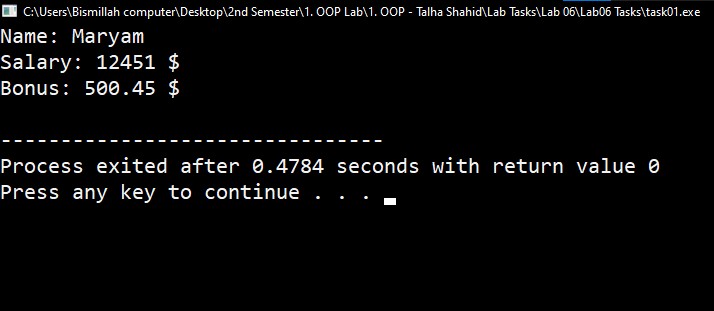 C:\Users\Bismillah computer\Desktop\2nd Semester\1. OOP Lab\1. OOP - Talha Shahid\Lab Tasks\Lab 06\Lab06 Tasks\task01.exe
Name: Maryam
Salary: 12451 $
Bonus: 500.45 $
--------------------------------
Process exited after 0.4784 seconds with return value 0
Press any key to continue . . .